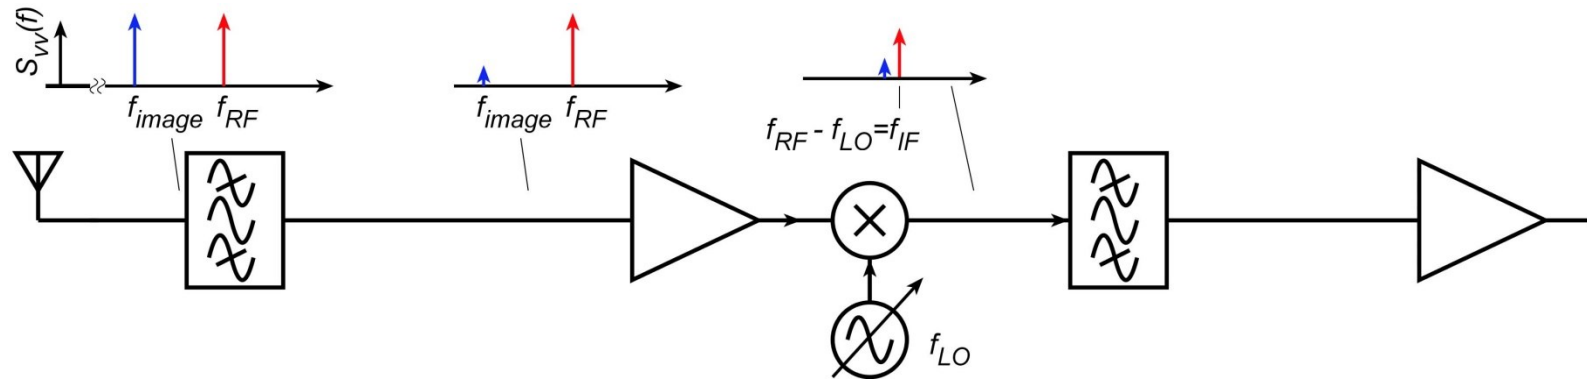 S_vv(f)
f_image f_RF
f_image f_RF
f_RF - f_LO=f_IF
f_LO